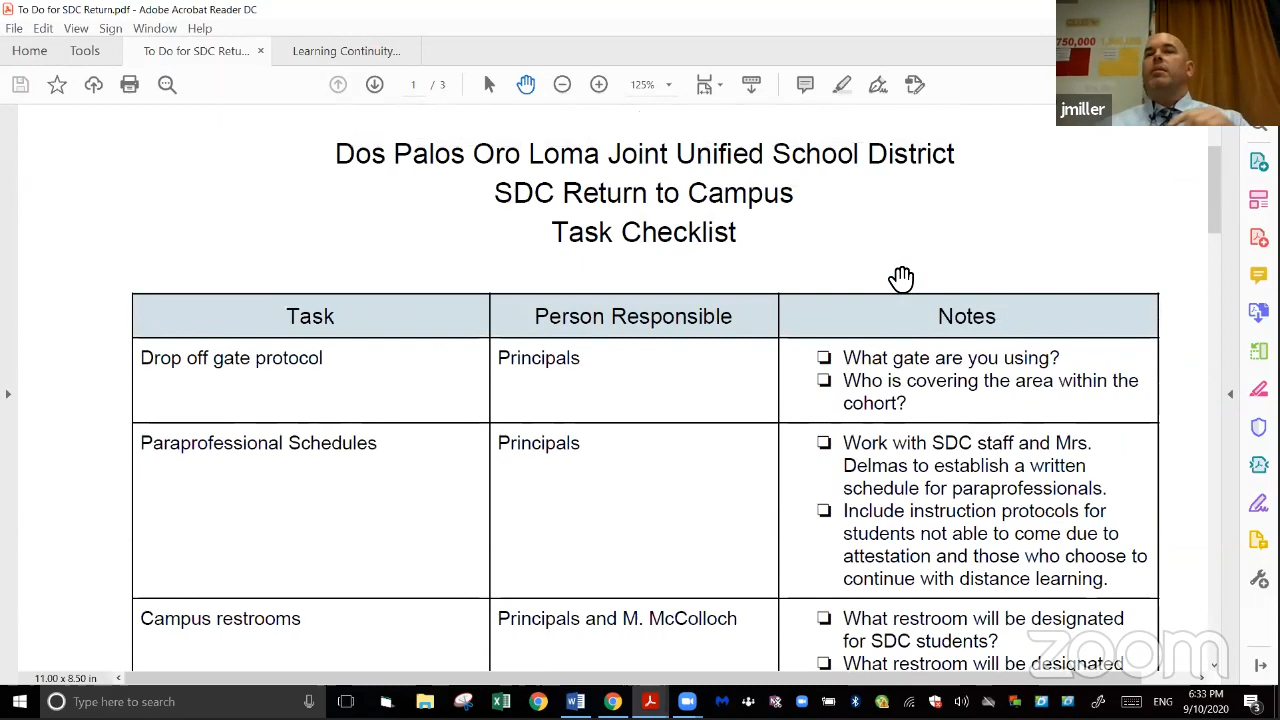 To Do for SDC Return.pdf - Adobe Acrobat Reader DC
File Edit View Sign Window Help
Home Tools To Do for SDC Retu... × Learning Continuity...
1 / 3 125%
750,000
jmiller
Dos Palos Oro Loma Joint Unified School District
SDC Return to Campus
Task Checklist
Task Person Responsible Notes
Drop off gate protocol Principals ❏ What gate are you using?
❏ Who is covering the area within the
cohort?
Paraprofessional Schedules Principals ❏ Work with SDC staff and Mrs.
Delmas to establish a written
schedule for paraprofessionals.
❏ Include instruction protocols for
students not able to come due to
attestation and those who choose to
continue with distance learning.
Campus restrooms Principals and M. McColloch ❏ What restroom will be designated
for SDC students?
❏ What restroom will be designated
zoom
11.00 x 8.50 in
Type here to search
ENG 6:33 PM
9/10/2020 3